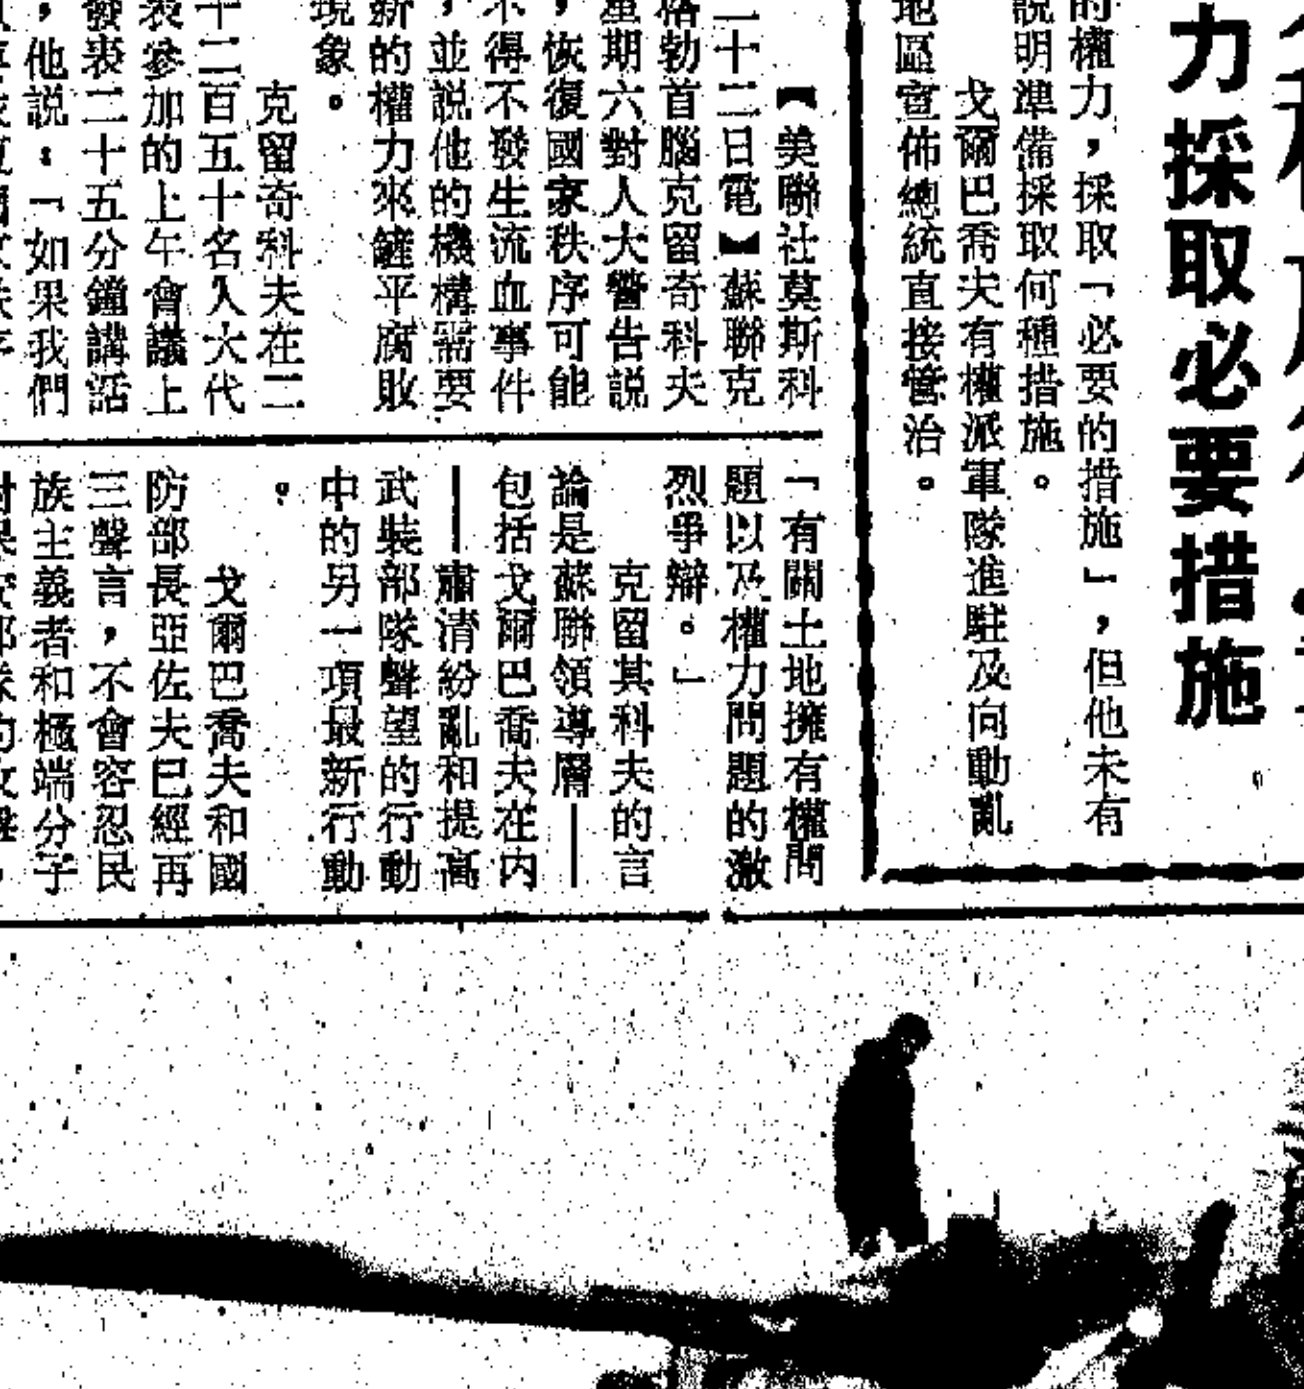 力採取必要措施
的權力，採取「必要的措施」，但他未有
説明準備採取何種措施。
戈爾巴喬夫有權派軍隊進駐及向動亂
地區宣佈總統直接管治。
【美聯社莫斯科
二十二日電】蘇聯克
格勃首腦克留奇科夫
星期六對人大警告説
，恢復國家秩序可能
不得不發生流血事件
，並説他的機構需要
新的權力來鏟平腐敗
現象。
克留奇科夫在二
十二百五十名人大代
表參加的上午會議上
發表二十五分鐘講話
，他説：「如果我們
「有關土地擁有權問
題以及權力問題的激
烈爭辯。」
克留其科夫的言
論是蘇聯領導層——
包括戈爾巴喬夫在内
——肅清紛亂和提高
武裝部隊聲望的行動
中的另一項最新行動
。
戈爾巴喬夫和國
防部長亞佐夫已經再
三聲言，不會容忍民
族主義者和極端分子